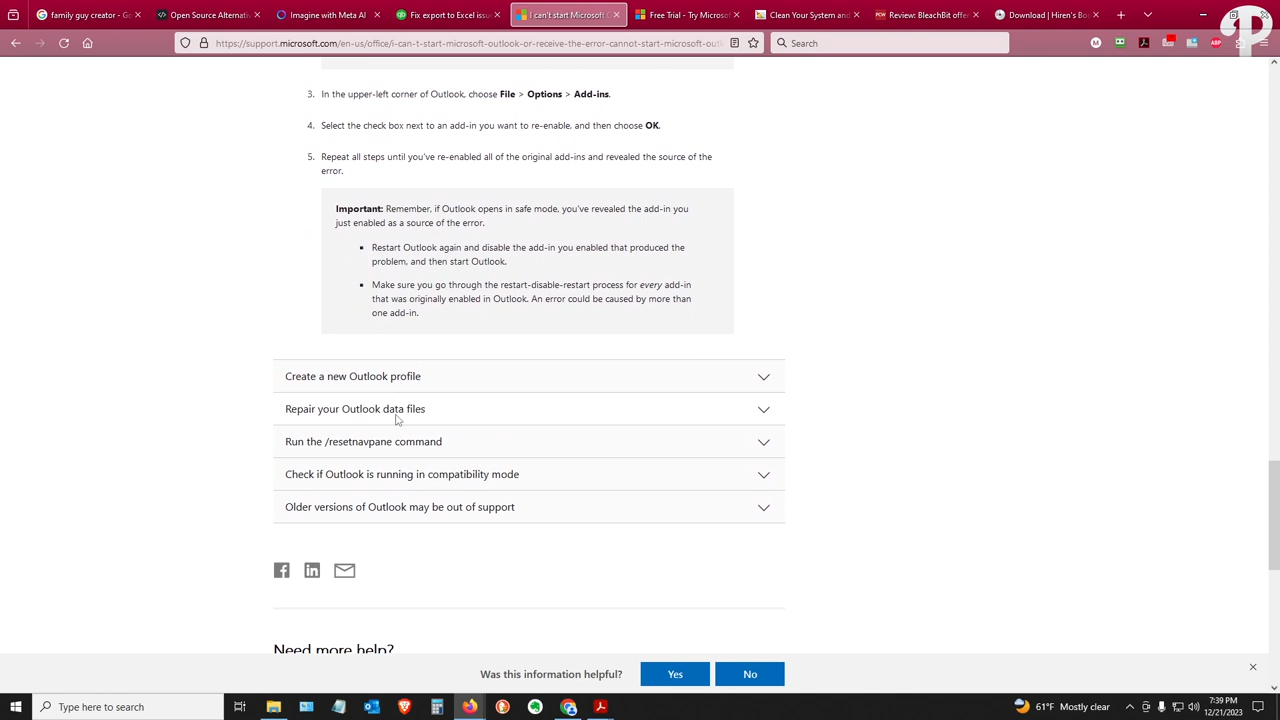 family guy creator - Go
Open Source Alternativ
Imagine with Meta AI
Fix export to Excel issu
I can't start Microsoft O
Free Trial - Try Microso
Clean Your System and
Review: BleachBit offer
Download | Hiren's Bo
https://support.microsoft.com/en-us/office/i-can-t-start-microsoft-outlook-or-receive-the-error-cannot-start-microsoft-outl
Search
3. In the upper-left corner of Outlook, choose File > Options > Add-ins.
4. Select the check box next to an add-in you want to re-enable, and then choose OK.
5. Repeat all steps until you've re-enabled all of the original add-ins and revealed the source of the
error.
Important: Remember, if Outlook opens in safe mode, you've revealed the add-in you
just enabled as a source of the error.
Restart Outlook again and disable the add-in you enabled that produced the
problem, and then start Outlook.
Make sure you go through the restart-disable-restart process for every add-in
that was originally enabled in Outlook. An error could be caused by more than
one add-in.
Create a new Outlook profile
Repair your Outlook data files
Run the /resetnavpane command
Check if Outlook is running in compatibility mode
Older versions of Outlook may be out of support
Need more help?
Was this information helpful?
Yes
No
Type here to search
61°F Mostly clear
7:39 PM
12/21/2023